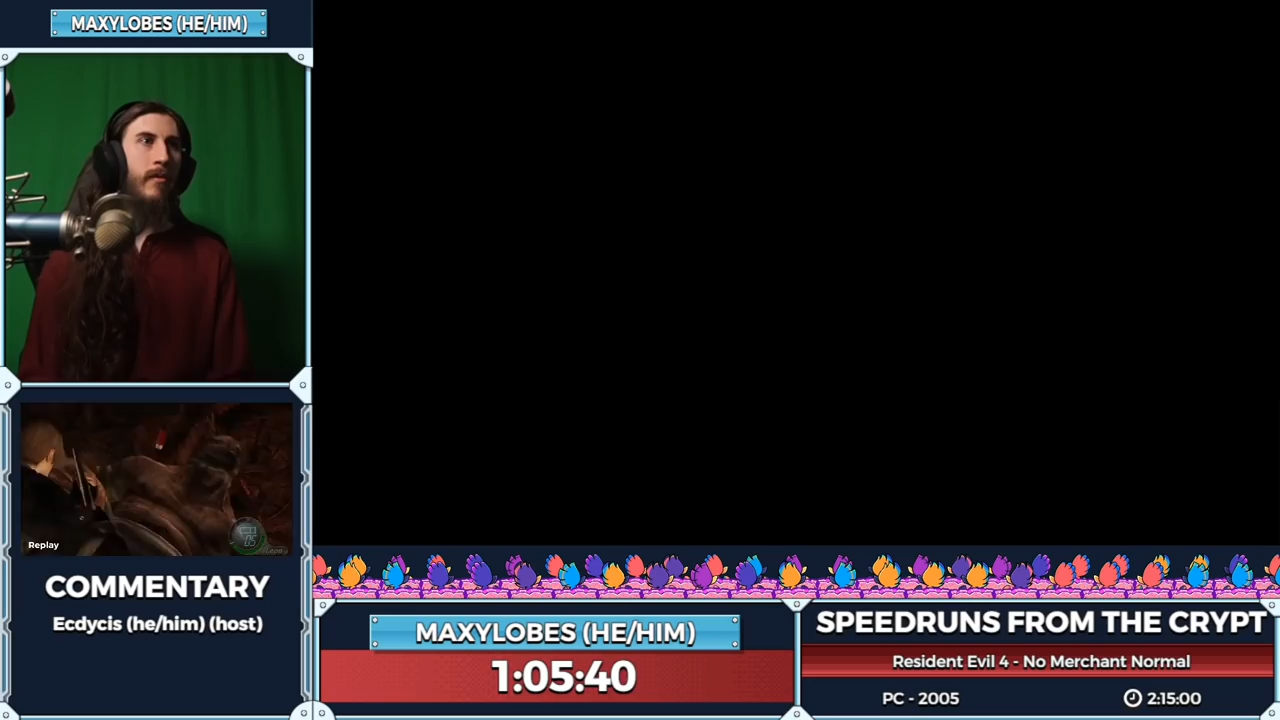 MAXYLOBES (HE/HIM)
Replay
COMMENTARY
Ecdycis (he/him) (host)
MAXYLOBES (HE/HIM)
1:05:40
SPEEDRUNS FROM THE CRYPT
Resident Evil 4 - No Merchant Normal
PC - 2005
2:15:00